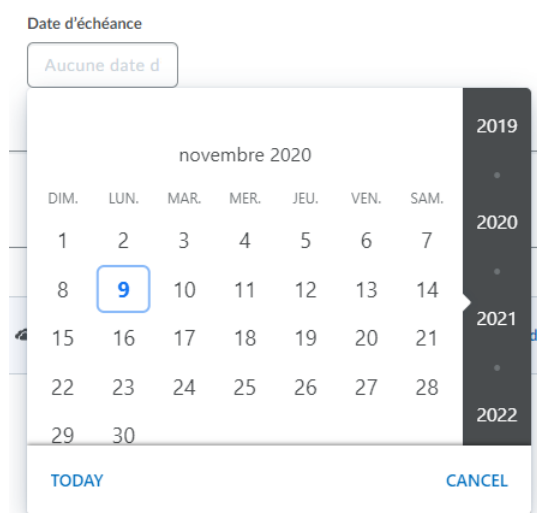 Date d'échéance
Aucune date d
novembre 2020
DIM. LUN. MAR. MER. JEU. VEN. SAM.
1 2 3 4 5 6 7
8 9 10 11 12 13 14
15 16 17 18 19 20 21
22 23 24 25 26 27 28
29 30
2019
2020
2021
2022
TODAY CANCEL